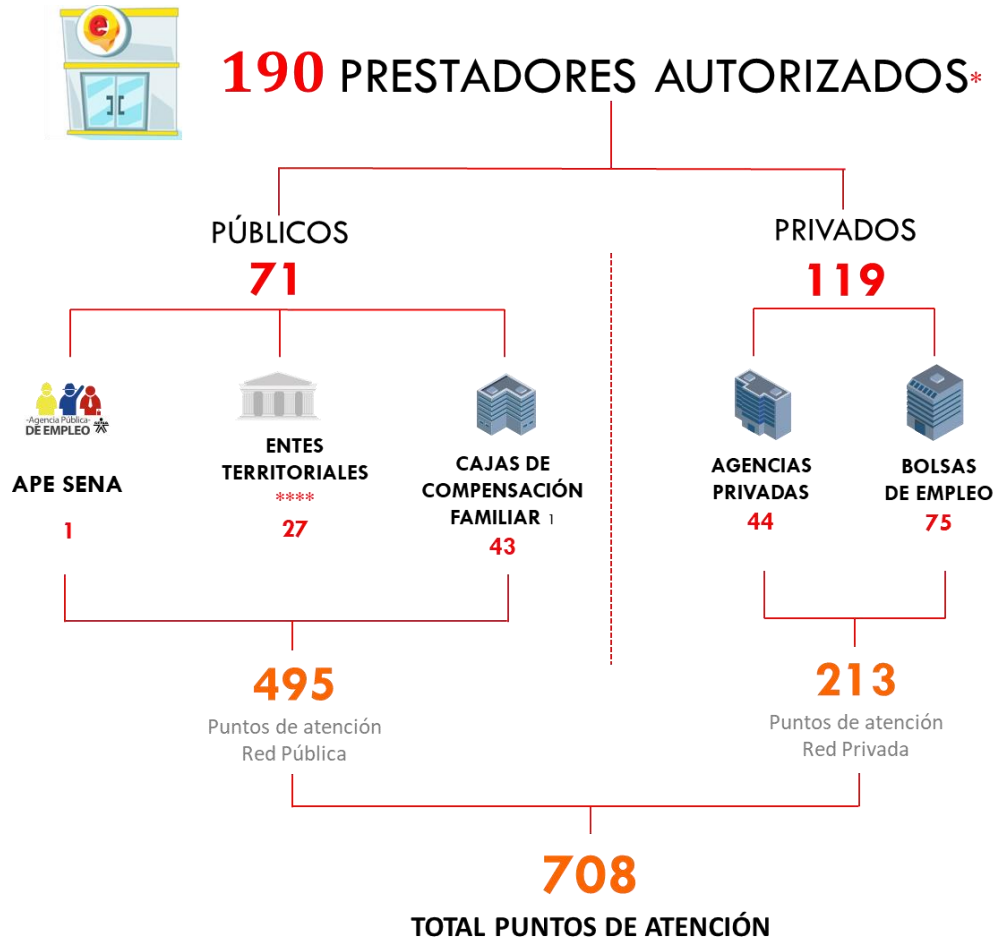 e
190 PRESTADORES AUTORIZADOS*
PÚBLICOS
71
PRIVADOS
119
-Agencia Pública-
DE EMPLEO
APE SENA
1
ENTES
TERRITORIALES
****
27
CAJAS DE
COMPENSACIÓN
FAMILIAR 1
43
AGENCIAS
PRIVADAS
44
BOLSAS
DE EMPLEO
75
495
Puntos de atención
Red Pública
213
Puntos de atención
Red Privada
708
TOTAL PUNTOS DE ATENCIÓN